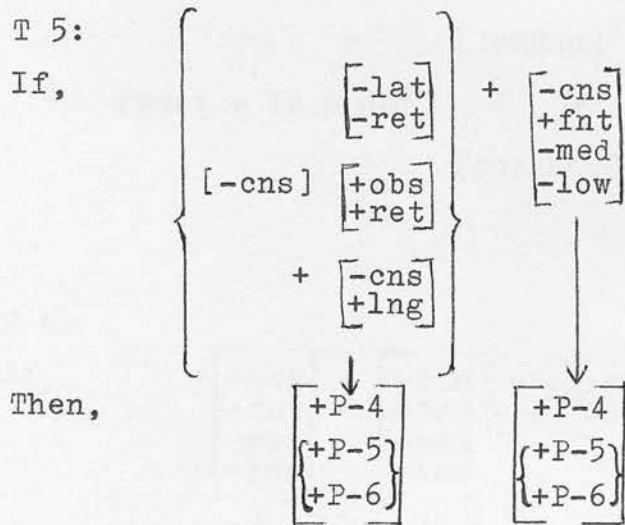 T 5:
If, [-lat] + [-cns]
[-ret] [+fnt]
[-med]
[-cns] [+obs] [-low]
[+ret]
+ [-cns]
[+lng]
Then, [+P-4] [+P-4]
{+P-5} {+P-5}
{+P-6} {+P-6}